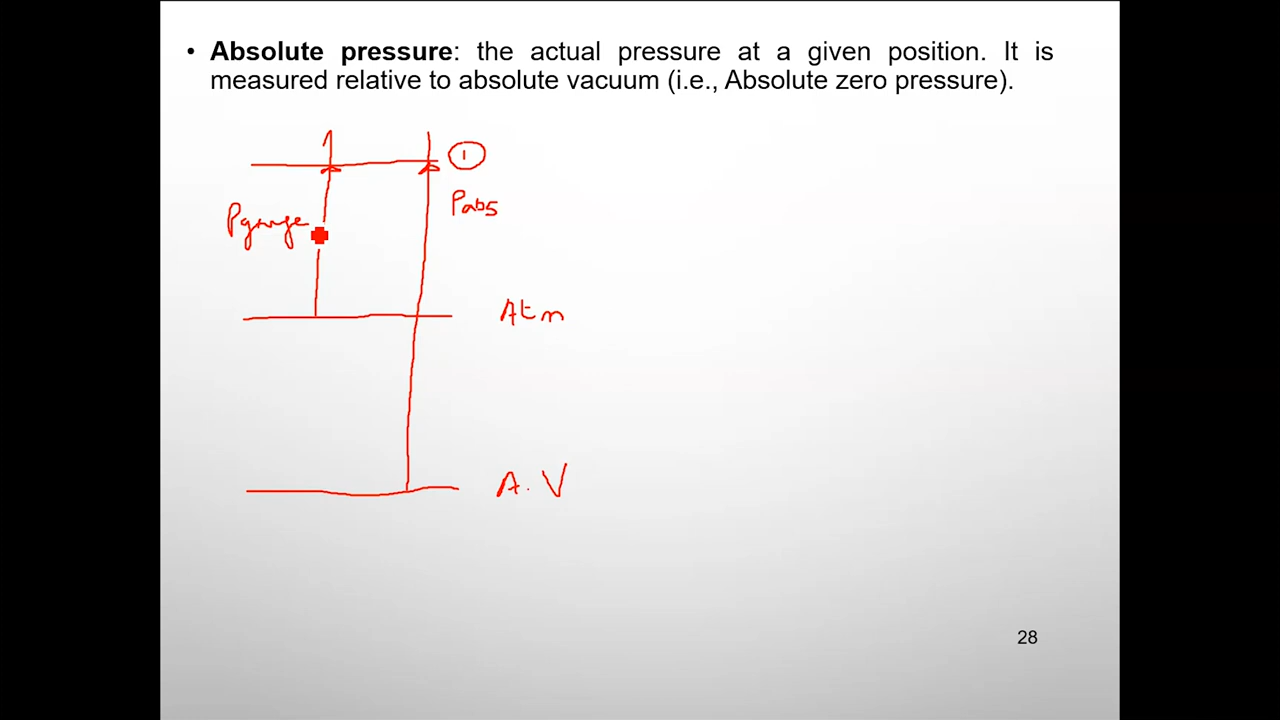 • Absolute pressure: the actual pressure at a given position. It is
measured relative to absolute vacuum (i.e., Absolute zero pressure).
1
Pabs
Pgauge
Atm
A.V
28